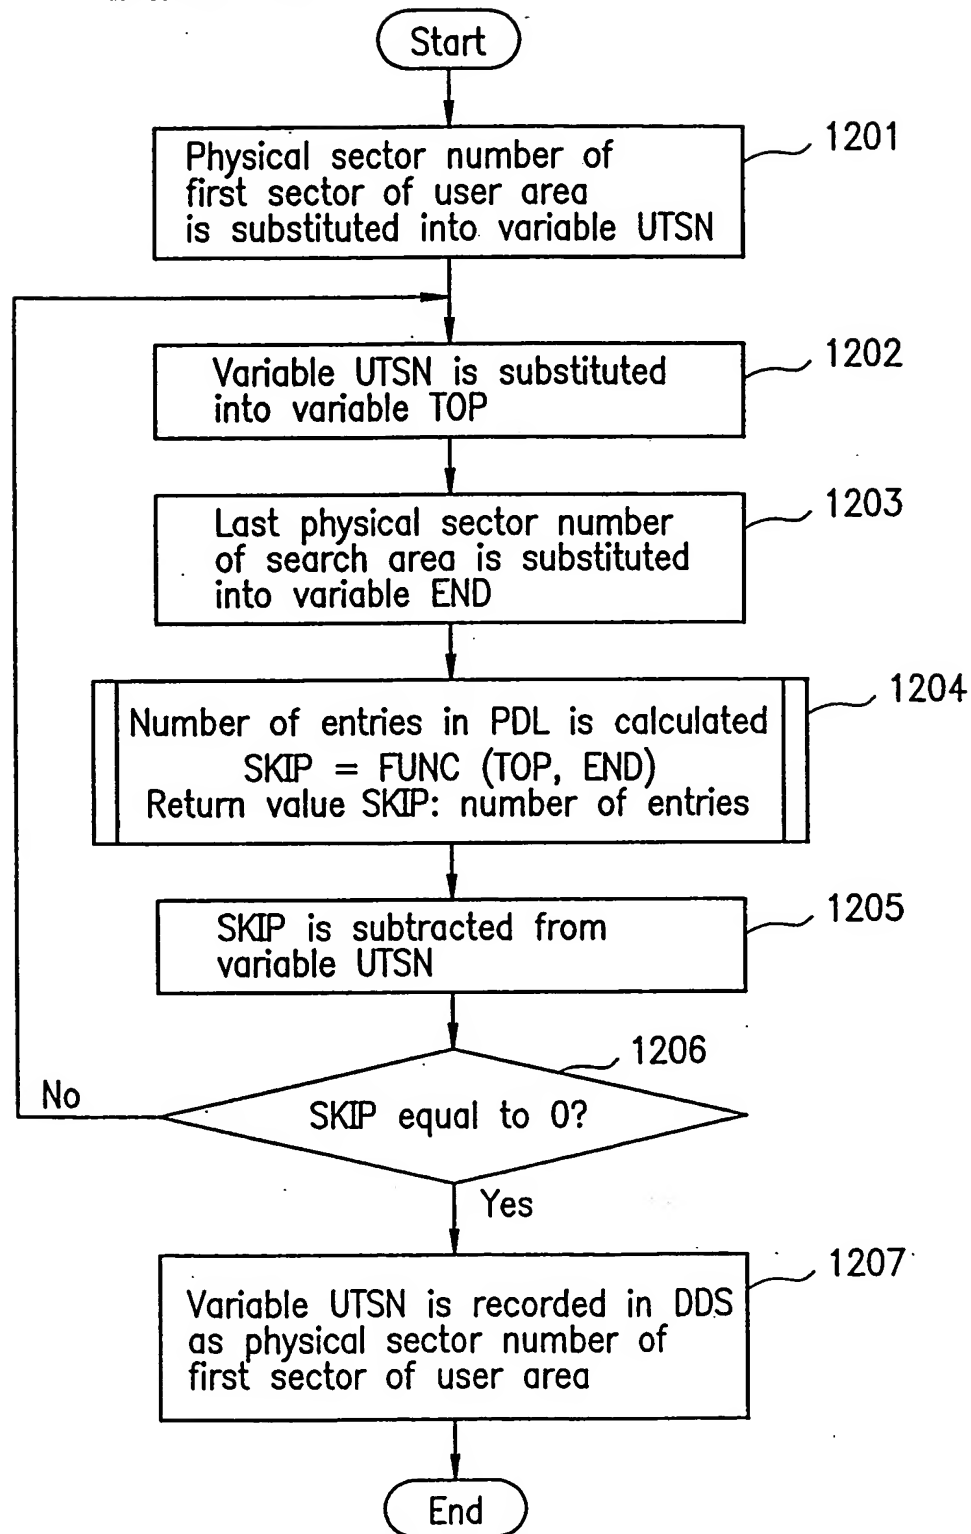 Start
1201
Physical sector number of
first sector of user area
is substituted into variable UTSN
1202
Variable UTSN is substituted
into variable TOP
1203
Last physical sector number
of search area is substituted
into variable END
1204
Number of entries in PDL is calculated
SKIP = FUNC (TOP, END)
Return value SKIP: number of entries
1205
SKIP is subtracted from
variable UTSN
1206
No
SKIP equal to 0?
Yes
1207
Variable UTSN is recorded in DDS
as physical sector number of
first sector of user area
End